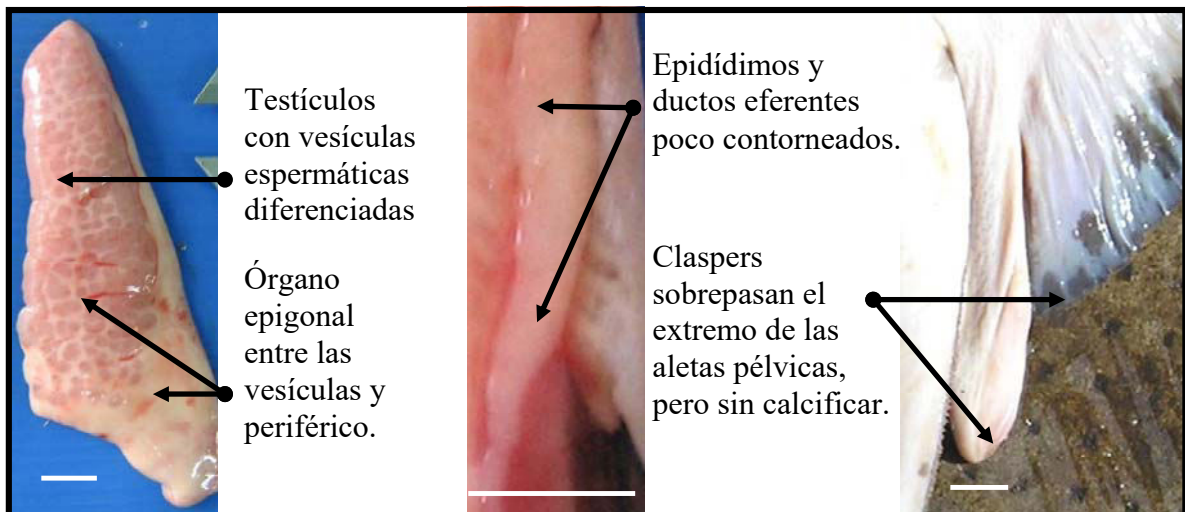 Testículos
con vesículas
espermáticas
diferenciadas
Órgano
epigonal
entre las
vesículas y
periférico.
Epidídimos y
ductos eferentes
poco contorneados.
Claspers
sobrepasan el
extremo de las
aletas pélvicas,
pero sin calcificar.